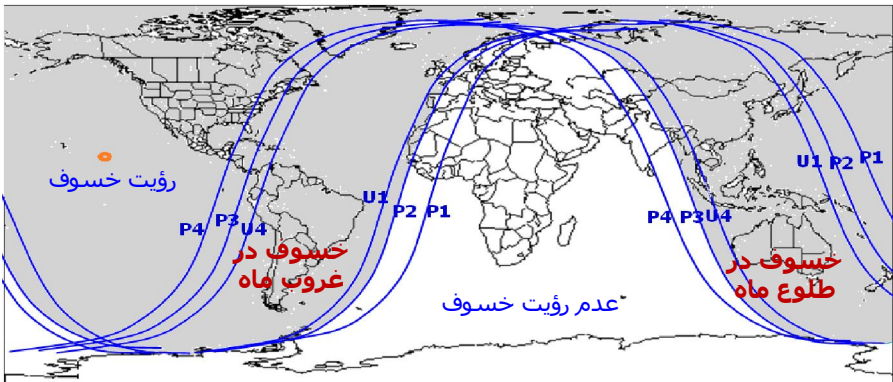 رؤیت خسوف
P4
P3
U4
خسوف در
غروب ماه
U1
P2
P1
عدم رؤیت خسوف
P4
P3
U4
خسوف در
طلوع ماه
U1
P2
P1